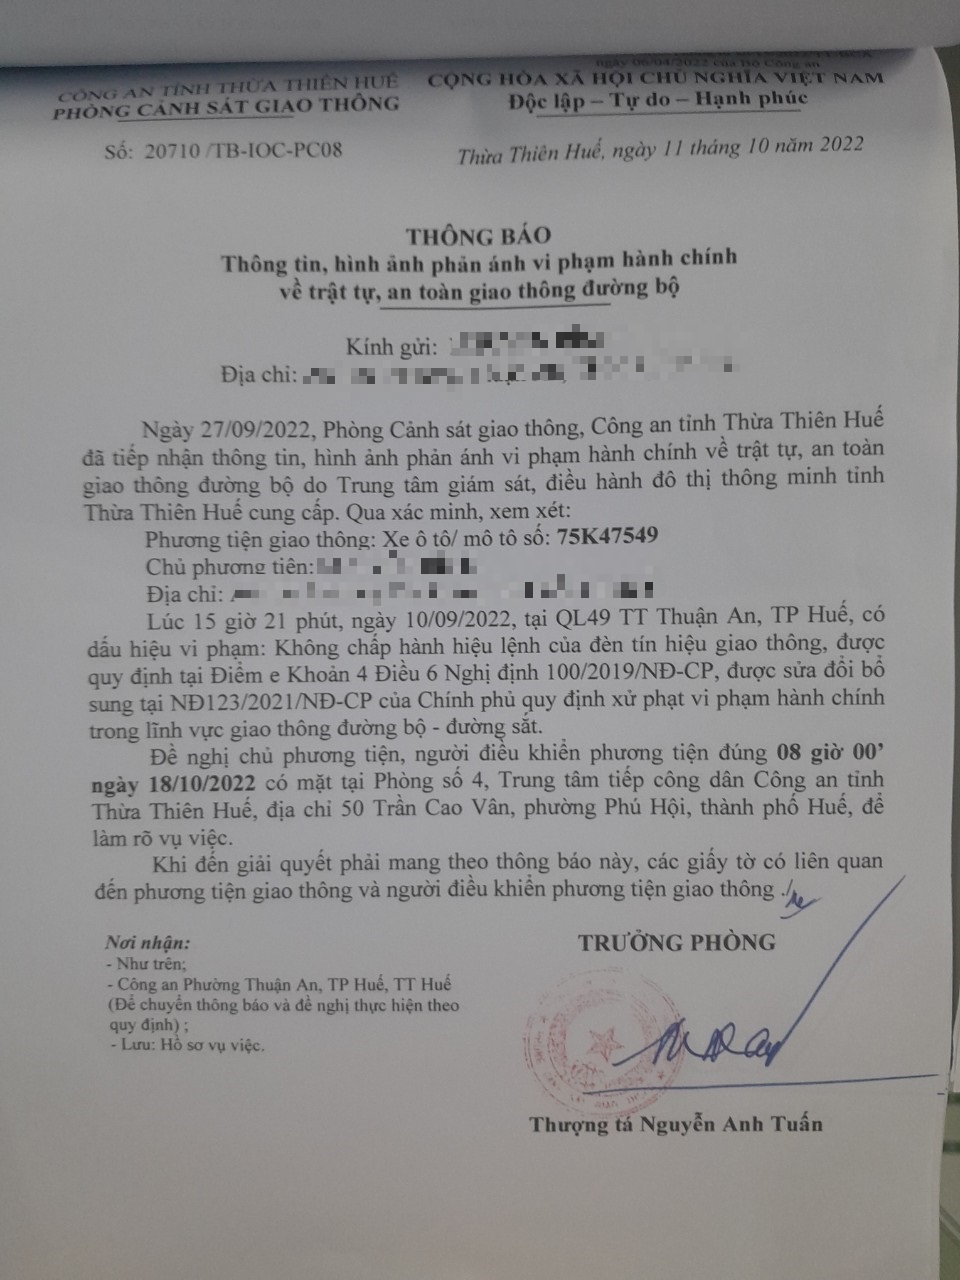 ngày 06/04/2022 của Bộ Công an
CÔNG AN TỈNH THỪA THIÊN HUẾ
PHÒNG CẢNH SÁT GIAO THÔNG
CỘNG HÒA XÃ HỘI CHỦ NGHĨA VIỆT NAM
Độc lập – Tự do – Hạnh phúc
Số: 20710 /TB-IOC-PC08
Thừa Thiên Huế, ngày 11 tháng 10 năm 2022
THÔNG BÁO
Thông tin, hình ảnh phản ánh vi phạm hành chính
về trật tự, an toàn giao thông đường bộ
Kính gửi:
Địa chỉ:
Ngày 27/09/2022, Phòng Cảnh sát giao thông, Công an tỉnh Thừa Thiên Huế
đã tiếp nhận thông tin, hình ảnh phản ánh vi phạm hành chính về trật tự, an toàn
giao thông đường bộ do Trung tâm giám sát, điều hành đô thị thông minh tỉnh
Thừa Thiên Huế cung cấp. Qua xác minh, xem xét:
Phương tiện giao thông: Xe ô tô/ mô tô số: 75K47549
Chủ phương tiên:
Địa chỉ:
Lúc 15 giờ 21 phút, ngày 10/09/2022, tại QL49 TT Thuận An, TP Huế, có
dấu hiệu vi phạm: Không chấp hành hiệu lệnh của đèn tín hiệu giao thông, được
quy định tại Điểm e Khoản 4 Điều 6 Nghị định 100/2019/NĐ-CP, được sửa đổi bổ
sung tại NĐ123/2021/NĐ-CP của Chính phủ quy định xử phạt vi phạm hành chính
trong lĩnh vực giao thông đường bộ - đường sắt.
Đề nghị chủ phương tiện, người điều khiển phương tiện đúng 08 giờ 00’
ngày 18/10/2022 có mặt tại Phòng số 4, Trung tâm tiếp công dân Công an tỉnh
Thừa Thiên Huế, địa chỉ 50 Trần Cao Vân, phường Phú Hội, thành phố Huế, để
làm rõ vụ việc.
Khi đến giải quyết phải mang theo thông báo này, các giấy tờ có liên quan
đến phương tiện giao thông và người điều khiển phương tiện giao thông ./.
Nơi nhận:
- Như trên;
- Công an Phường Thuận An, TP Huế, TT Huế
(Để chuyển thông báo và đề nghị thực hiện theo
quy định) ;
- Lưu: Hồ sơ vụ việc.
TRƯỞNG PHÒNG
Thượng tá Nguyễn Anh Tuấn